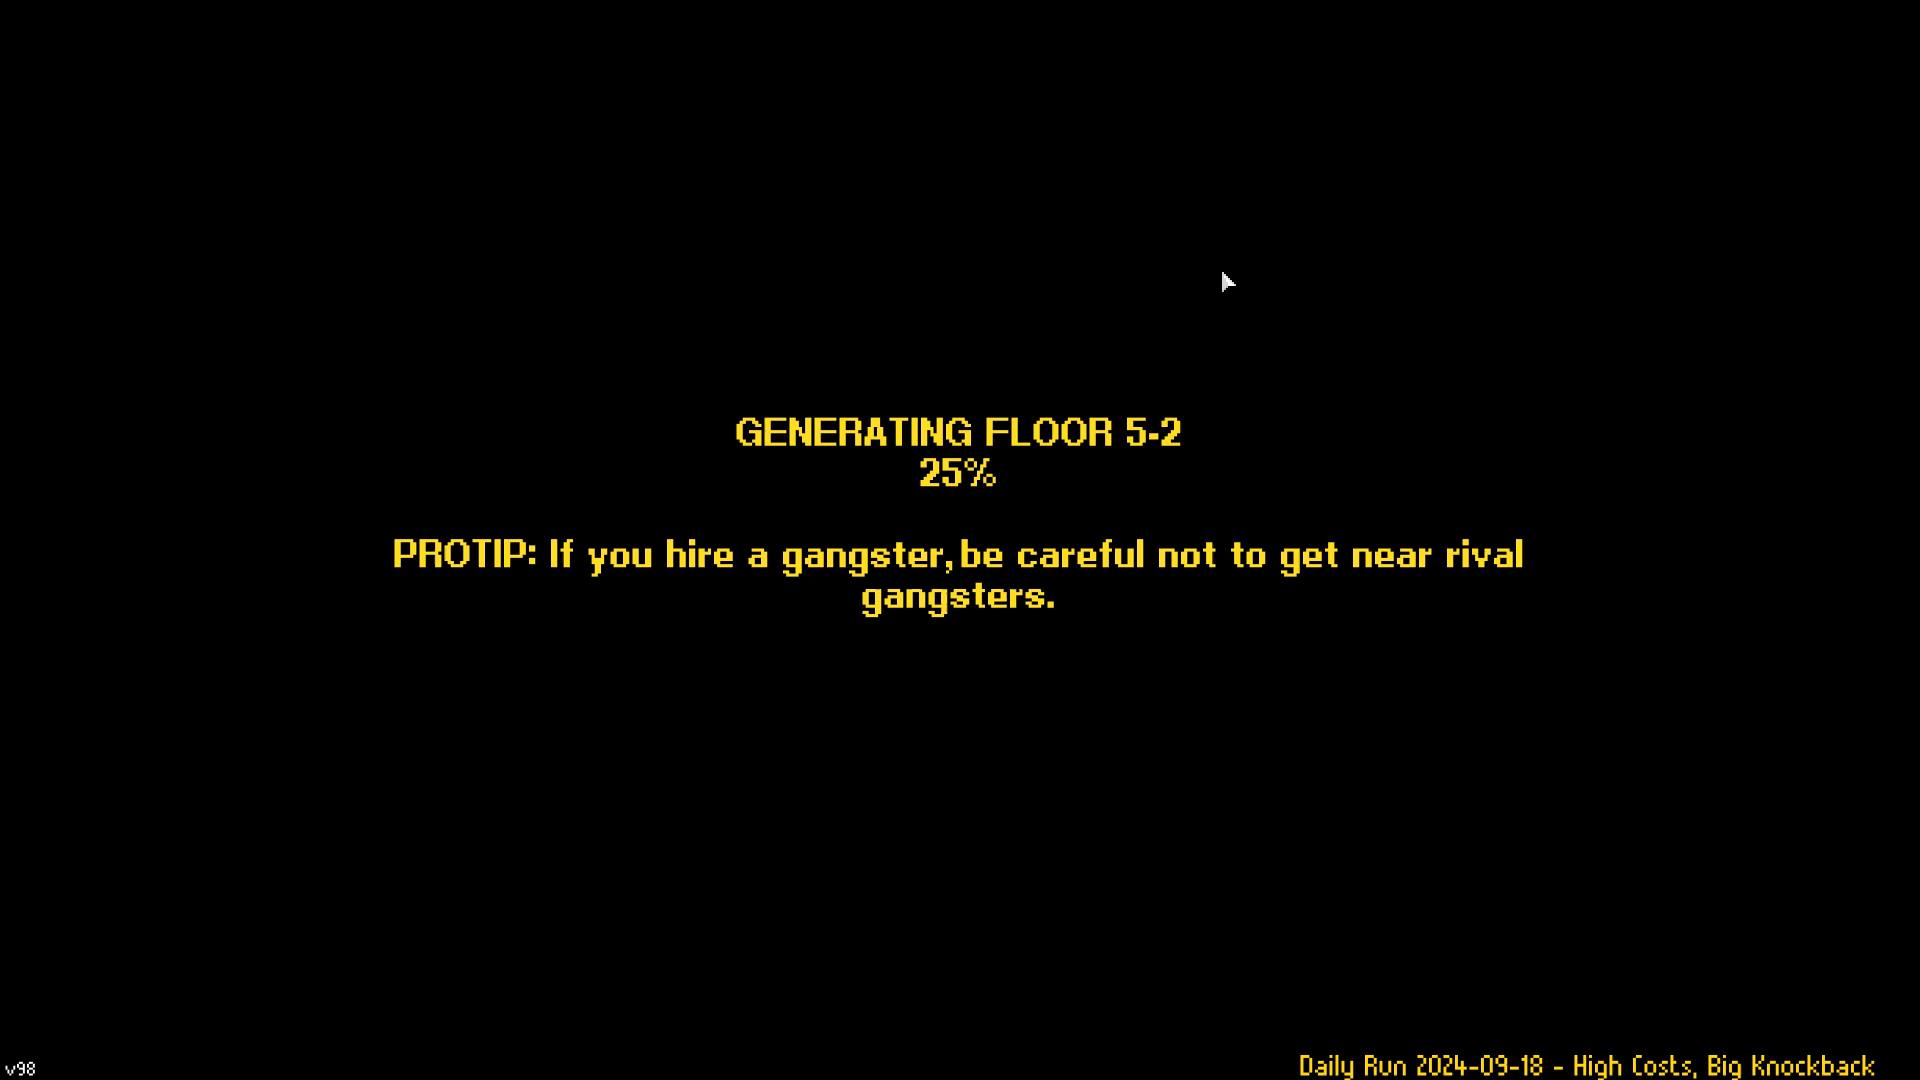 GENERATING FLOOR 5-2
25%
PROTIP: If you hire a gangster, be careful not to get near rival
gangsters.
v98
Daily Run 2024-09-18 - High Costs, Big Knockback